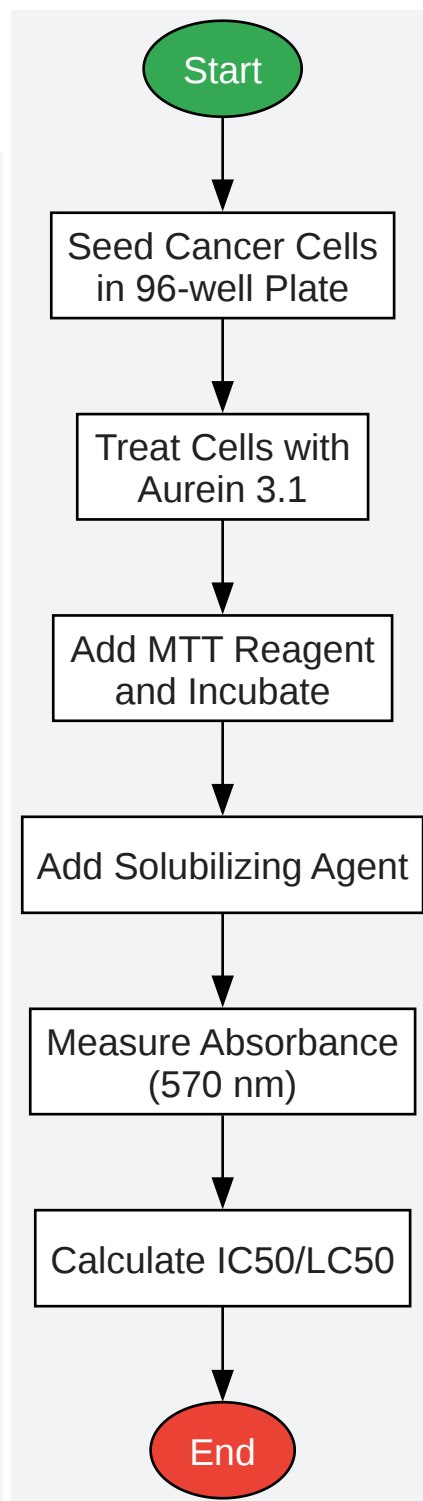 Start
Seed Cancer Cells
in 96-well Plate
Treat Cells with
Aurein 3.1
Add MTT Reagent
and Incubate
Add Solubilizing Agent
Measure Absorbance
(570 nm)
Calculate IC50/LC50
End